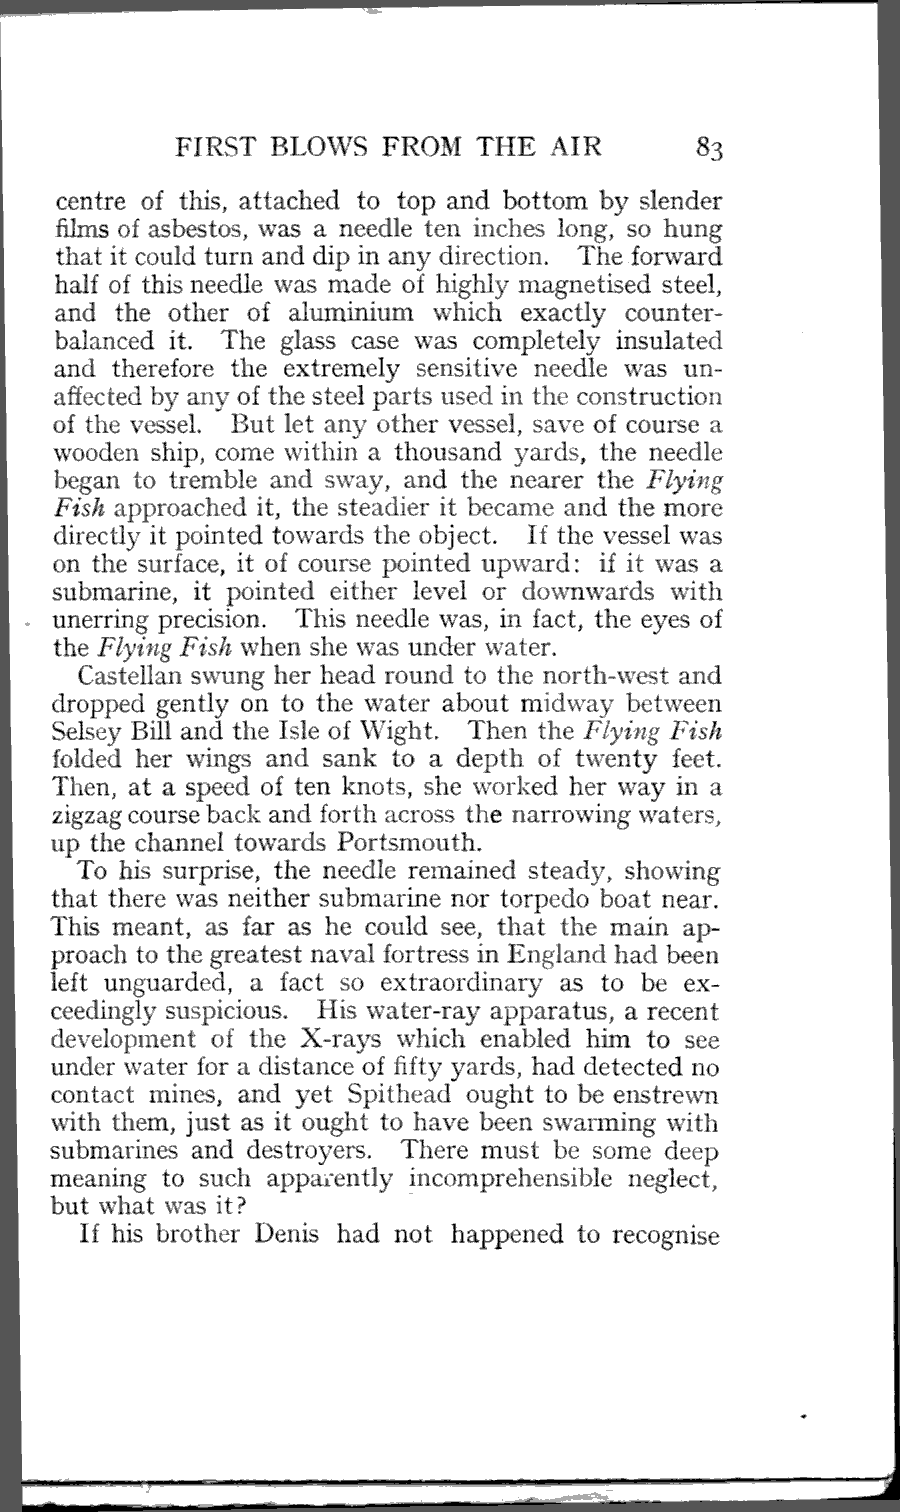 FIRST BLOWS FROM THE AIR 83
centre of this, attached to top and bottom by slender
films of asbestos, was a needle ten inches long, so hung
that it could turn and dip in any direction. The forward
half of this needle was made of highly magnetised steel,
and the other of aluminium which exactly counter-
balanced it. The glass case was completely insulated
and therefore the extremely sensitive needle was un-
affected by any of the steel parts used in the construction
of the vessel. But let any other vessel, save of course a
wooden ship, come within a thousand yards, the needle
began to tremble and sway, and the nearer the Flying
Fish approached it, the steadier it became and the more
directly it pointed towards the object. If the vessel was
on the surface, it of course pointed upward: if it was a
submarine, it pointed either level or downwards with
unerring precision. This needle was, in fact, the eyes of
the Flying Fish when she was under water.
Castellan swung her head round to the north-west and
dropped gently on to the water about midway between
Selsey Bill and the Isle of Wight. Then the Flying Fish
folded her wings and sank to a depth of twenty feet.
Then, at a speed of ten knots, she worked her way in a
zigzag course back and forth across the narrowing waters,
up the channel towards Portsmouth.
To his surprise, the needle remained steady, showing
that there was neither submarine nor torpedo boat near.
This meant, as far as he could see, that the main ap-
proach to the greatest naval fortress in England had been
left unguarded, a fact so extraordinary as to be ex-
ceedingly suspicious. His water-ray apparatus, a recent
development of the X-rays which enabled him to see
under water for a distance of fifty yards, had detected no
contact mines, and yet Spithead ought to be enstrewn
with them, just as it ought to have been swarming with
submarines and destroyers. There must be some deep
meaning to such apparently incomprehensible neglect,
but what was it?
If his brother Denis had not happened to recognise